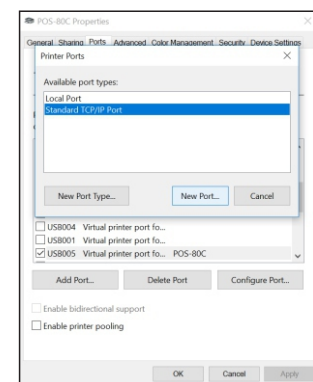 POS-80C Properties
General Sharing Ports Advanced Color Management Security Device Settings
Printer Ports
Available port types:
Local Port
Standard TCP/IP Port
New Port Type...
New Port...
Cancel
USB004 Virtual printer port fo...
USB001 Virtual printer port fo...
USB005 Virtual printer port fo... POS-80C
Add Port...
Delete Port
Configure Port...
Enable bidirectional support
Enable printer pooling
OK
Cancel
Apply